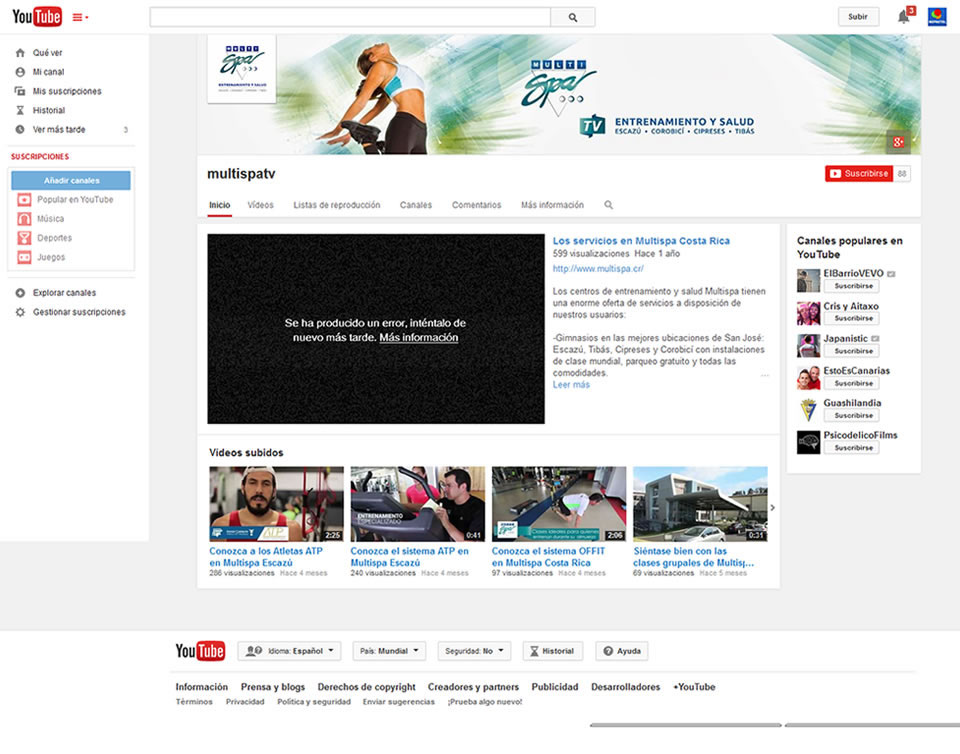 YouTube
Subir
3
Qué ver
Mi canal
Mis suscripciones
Historial
Ver más tarde 3
SUSCRIPCIONES
Añadir canales
Popular en YouTube
Música
Deportes
Juegos
Explorar canales
Gestionar suscripciones
MULTI
Spa
ENTRENAMIENTO Y SALUD
MULTI
Spa
TV ENTRENAMIENTO Y SALUD
ESCAZÚ • COROBICÍ • CIPRESES • TIBÁS
multispatv
Suscribirse 88
Inicio Vídeos Listas de reproducción Canales Comentarios Más información
Se ha producido un error, inténtalo de
nuevo más tarde. Más información
Los servicios en Multispa Costa Rica
599 visualizaciones Hace 1 año
http://www.multispa.cr/
Los centros de entrenamiento y salud Multispa tienen
una enorme oferta de servicios a disposición de
nuestros usuarios:
-Gimnasios en las mejores ubicaciones de San José:
Escazú, Tibás, Cipreses y Corobicí con instalaciones
de clase mundial, parqueo gratuito y todas las
comodidades. ...
Leer más
Canales populares en
YouTube
ElBarrioVEVO
Suscribirse
Cris y Aitaxo
Suscribirse
Japanistic
Suscribirse
EstoEsCanarias
Suscribirse
Guashilandia
Suscribirse
PsicodelicoFilms
Suscribirse
Vídeos subidos
ATP
2:25
ENTRENAMIENTO
ESPECIALIZADO
0:41
Clases ideales para quienes
entrenan durante su almuerzo
2:06
0:31
Conozca a los Atletas ATP
en Multispa Escazú
286 visualizaciones Hace 4 meses
Conozca el sistema ATP en
Multispa Escazú
240 visualizaciones Hace 4 meses
Conozca el sistema OFFIT
en Multispa Costa Rica
97 visualizaciones Hace 4 meses
Siéntase bien con las
clases grupales de Multisp...
69 visualizaciones Hace 5 meses
YouTube
Idioma: Español
País: Mundial
Seguridad: No
Historial
Ayuda
Información Prensa y blogs Derechos de copyright Creadores y partners Publicidad Desarrolladores +YouTube
Términos Privacidad Política y seguridad Enviar sugerencias ¡Prueba algo nuevo!